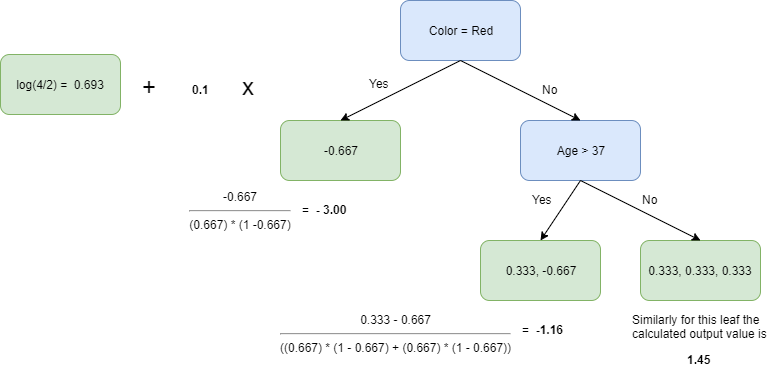 Color = Red
log(4/2) = 0.693
+
0.1
X
Yes
No
-0.667
Age > 37
-0.667
(0.667) * (1 -0.667)
= - 3.00
Yes
No
0.333, -0.667
0.333, 0.333, 0.333
0.333 - 0.667
((0.667) * (1 - 0.667) + (0.667) * (1 - 0.667))
= -1.16
Similarly for this leaf the
calculated output value is
1.45